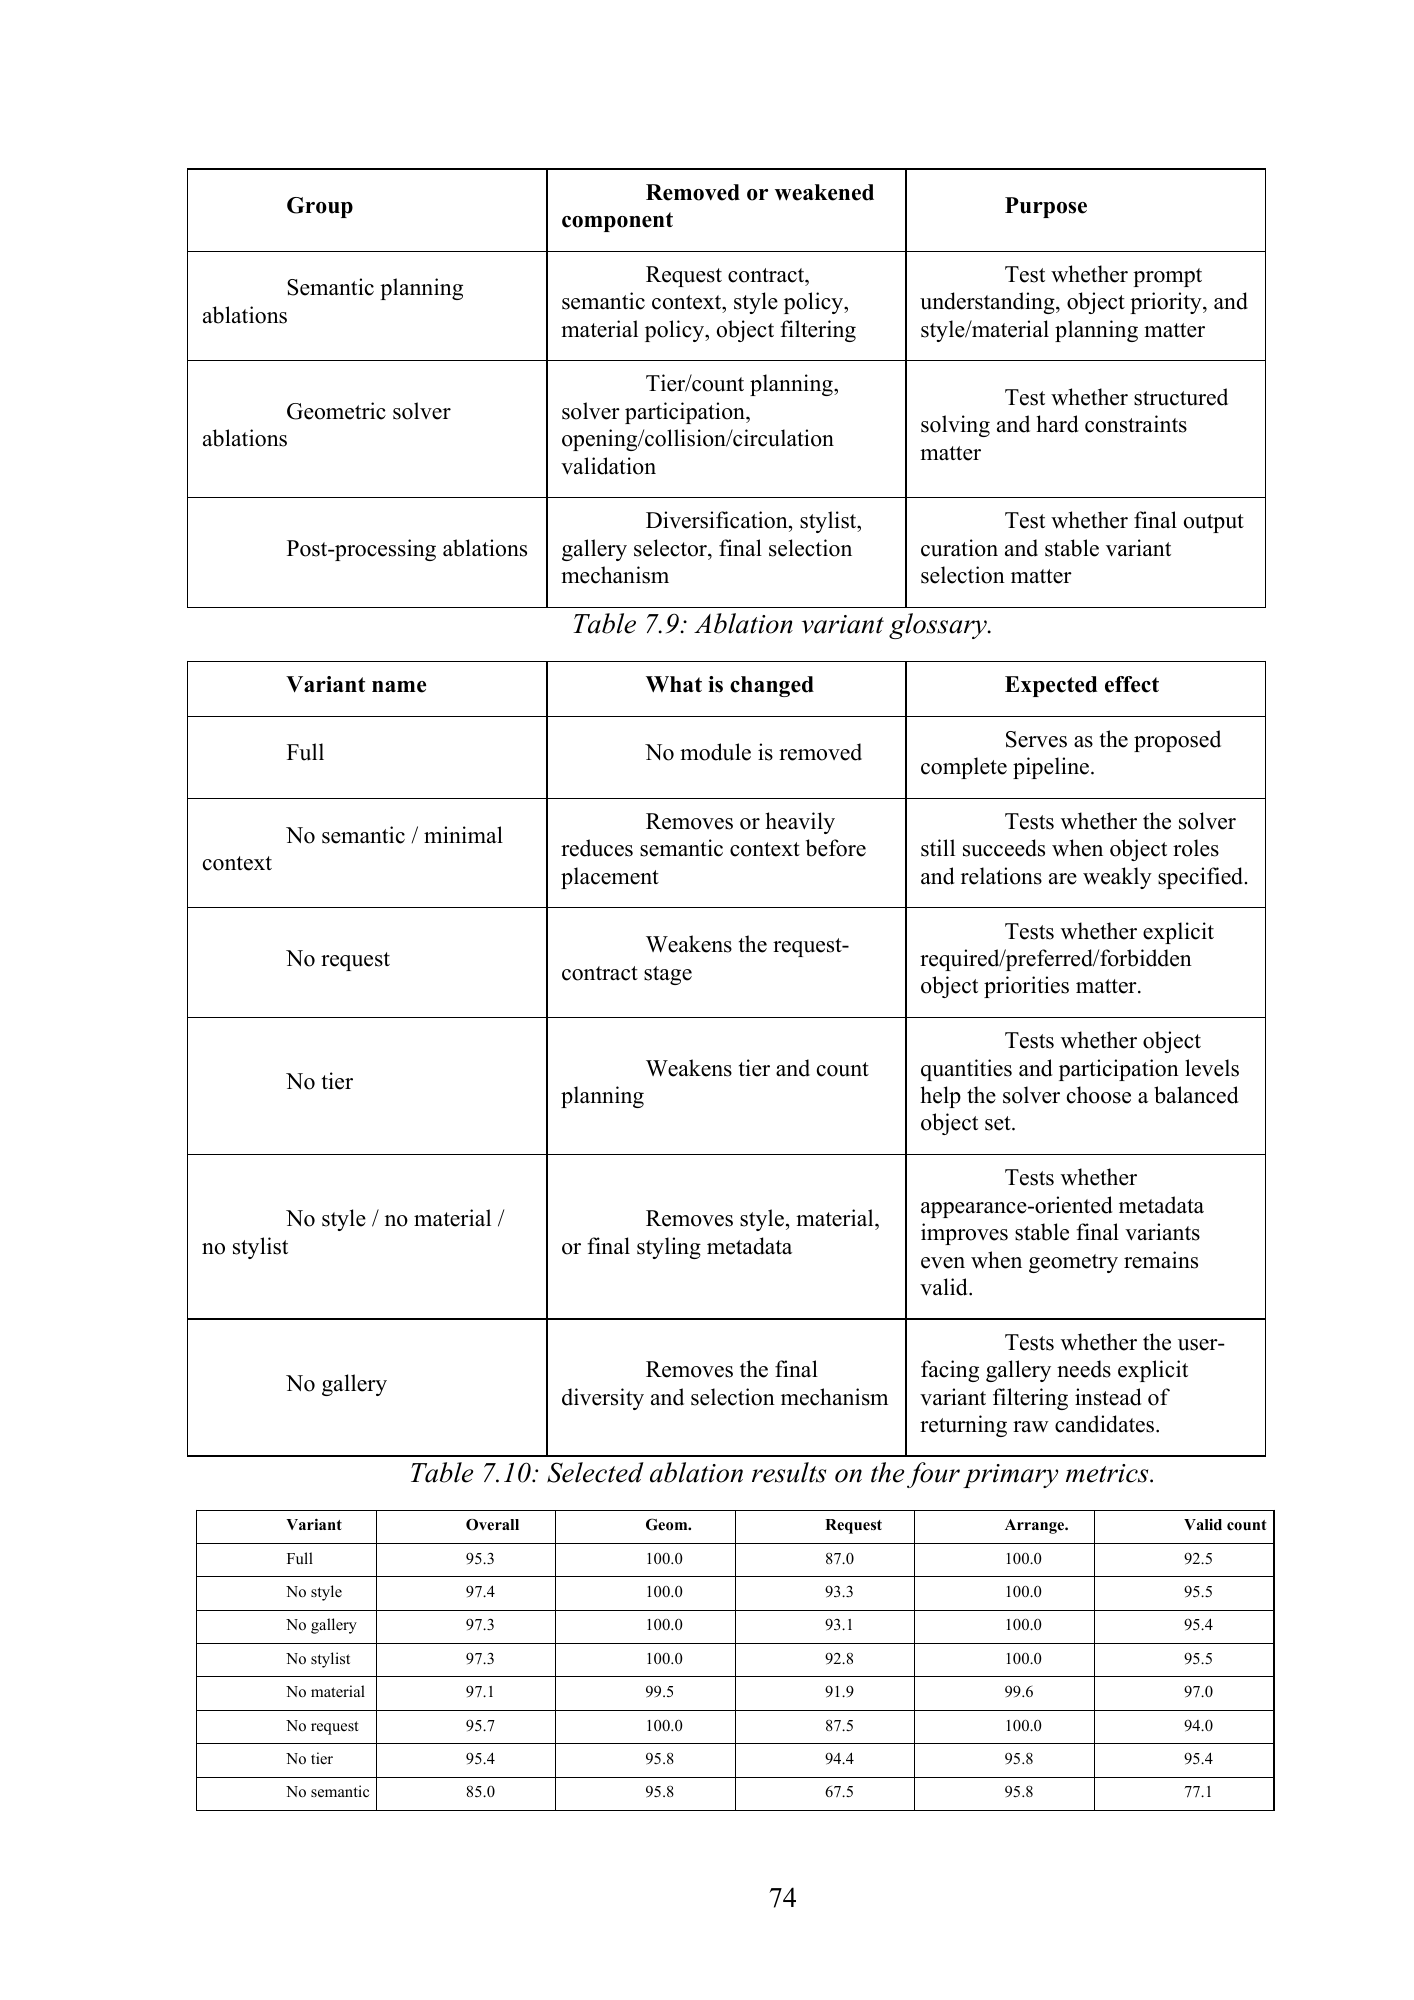 Group
Removed or weakened
component
Purpose
Semantic planning
ablations
Request contract,
semantic context, style policy,
material policy, object filtering
Test whether prompt
understanding, object priority, and
style/material planning matter
Geometric solver
ablations
Tier/count planning,
solver participation,
opening/collision/circulation
validation
Test whether structured
solving and hard constraints
matter
Post-processing ablations
Diversification, stylist,
gallery selector, final selection
mechanism
Test whether final output
curation and stable variant
selection matter
Table 7.9: Ablation variant glossary.
Variant name
What is changed
Expected effect
Full
No module is removed
Serves as the proposed
complete pipeline.
No semantic / minimal
context
Removes or heavily
reduces semantic context before
placement
Tests whether the solver
still succeeds when object roles
and relations are weakly specified.
No request
Weakens the request-
contract stage
Tests whether explicit
required/preferred/forbidden
object priorities matter.
No tier
Weakens tier and count
planning
Tests whether object
quantities and participation levels
help the solver choose a balanced
object set.
No style / no material /
no stylist
Removes style, material,
or final styling metadata
Tests whether
appearance-oriented metadata
improves stable final variants
even when geometry remains
valid.
No gallery
Removes the final
diversity and selection mechanism
Tests whether the user-
facing gallery needs explicit
variant filtering instead of
returning raw candidates.
Table 7.10: Selected ablation results on the four primary metrics.
Variant Overall Geom. Request Arrange. Valid count
Full 95.3 100.0 87.0 100.0 92.5
No style 97.4 100.0 93.3 100.0 95.5
No gallery 97.3 100.0 93.1 100.0 95.4
No stylist 97.3 100.0 92.8 100.0 95.5
No material 97.1 99.5 91.9 99.6 97.0
No request 95.7 100.0 87.5 100.0 94.0
No tier 95.4 95.8 94.4 95.8 95.4
No semantic 85.0 95.8 67.5 95.8 77.1
74